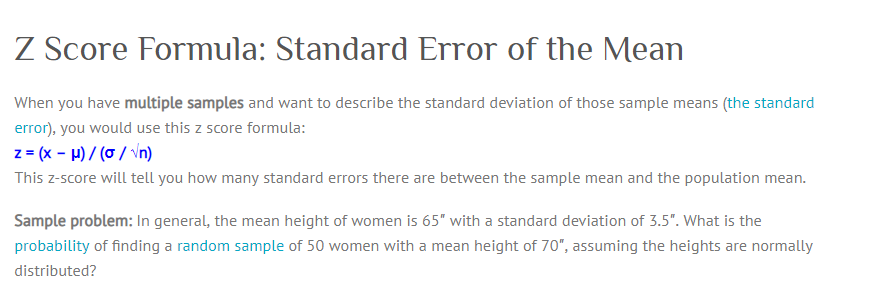 Z Score Formula: Standard Error of the Mean
When you have multiple samples and want to describe the standard deviation of those sample means (the standard
error), you would use this z score formula:
z = (x – μ) / (σ / √n)
This z-score will tell you how many standard errors there are between the sample mean and the population mean.
Sample problem: In general, the mean height of women is 65″ with a standard deviation of 3.5″. What is the
probability of finding a random sample of 50 women with a mean height of 70″, assuming the heights are normally
distributed?